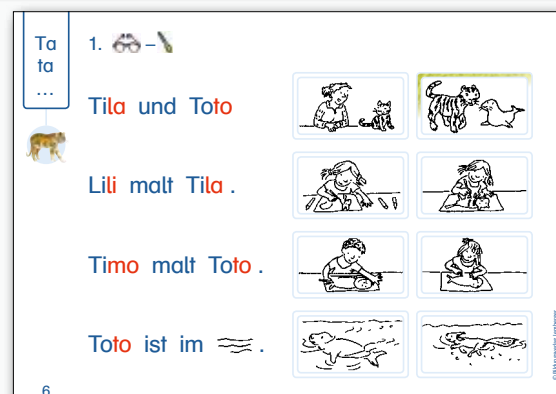 Ta
ta
...
1. –
Tila und Toto
Lili malt Tila .
Timo malt Toto .
Toto ist im .
6